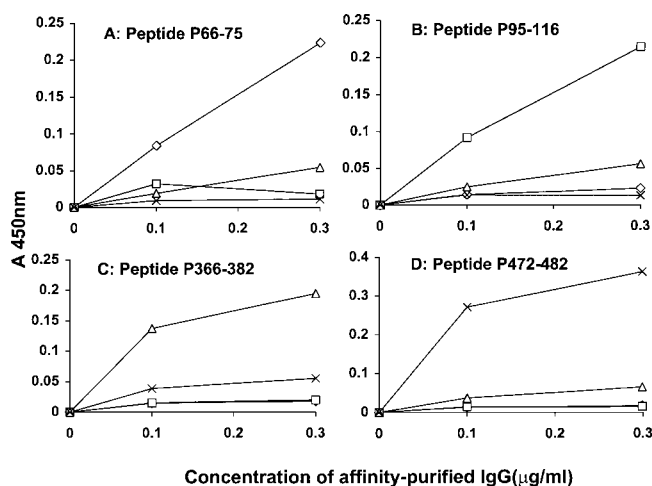 A: Peptide P66-75
B: Peptide P95-116
0.25
0.2
0.15
0.1
0.05
0
0 0.1 0.2 0.3
0.25
0.2
0.15
0.1
0.05
0
0 0.1 0.2 0.3
A 450nm
C: Peptide P366-382
D: Peptide P472-482
0.25
0.2
0.15
0.1
0.05
0
0 0.1 0.2 0.3
0.4
0.3
0.2
0.1
0
0 0.1 0.2 0.3
Concentration of affinity-purified IgG(μg/ml)